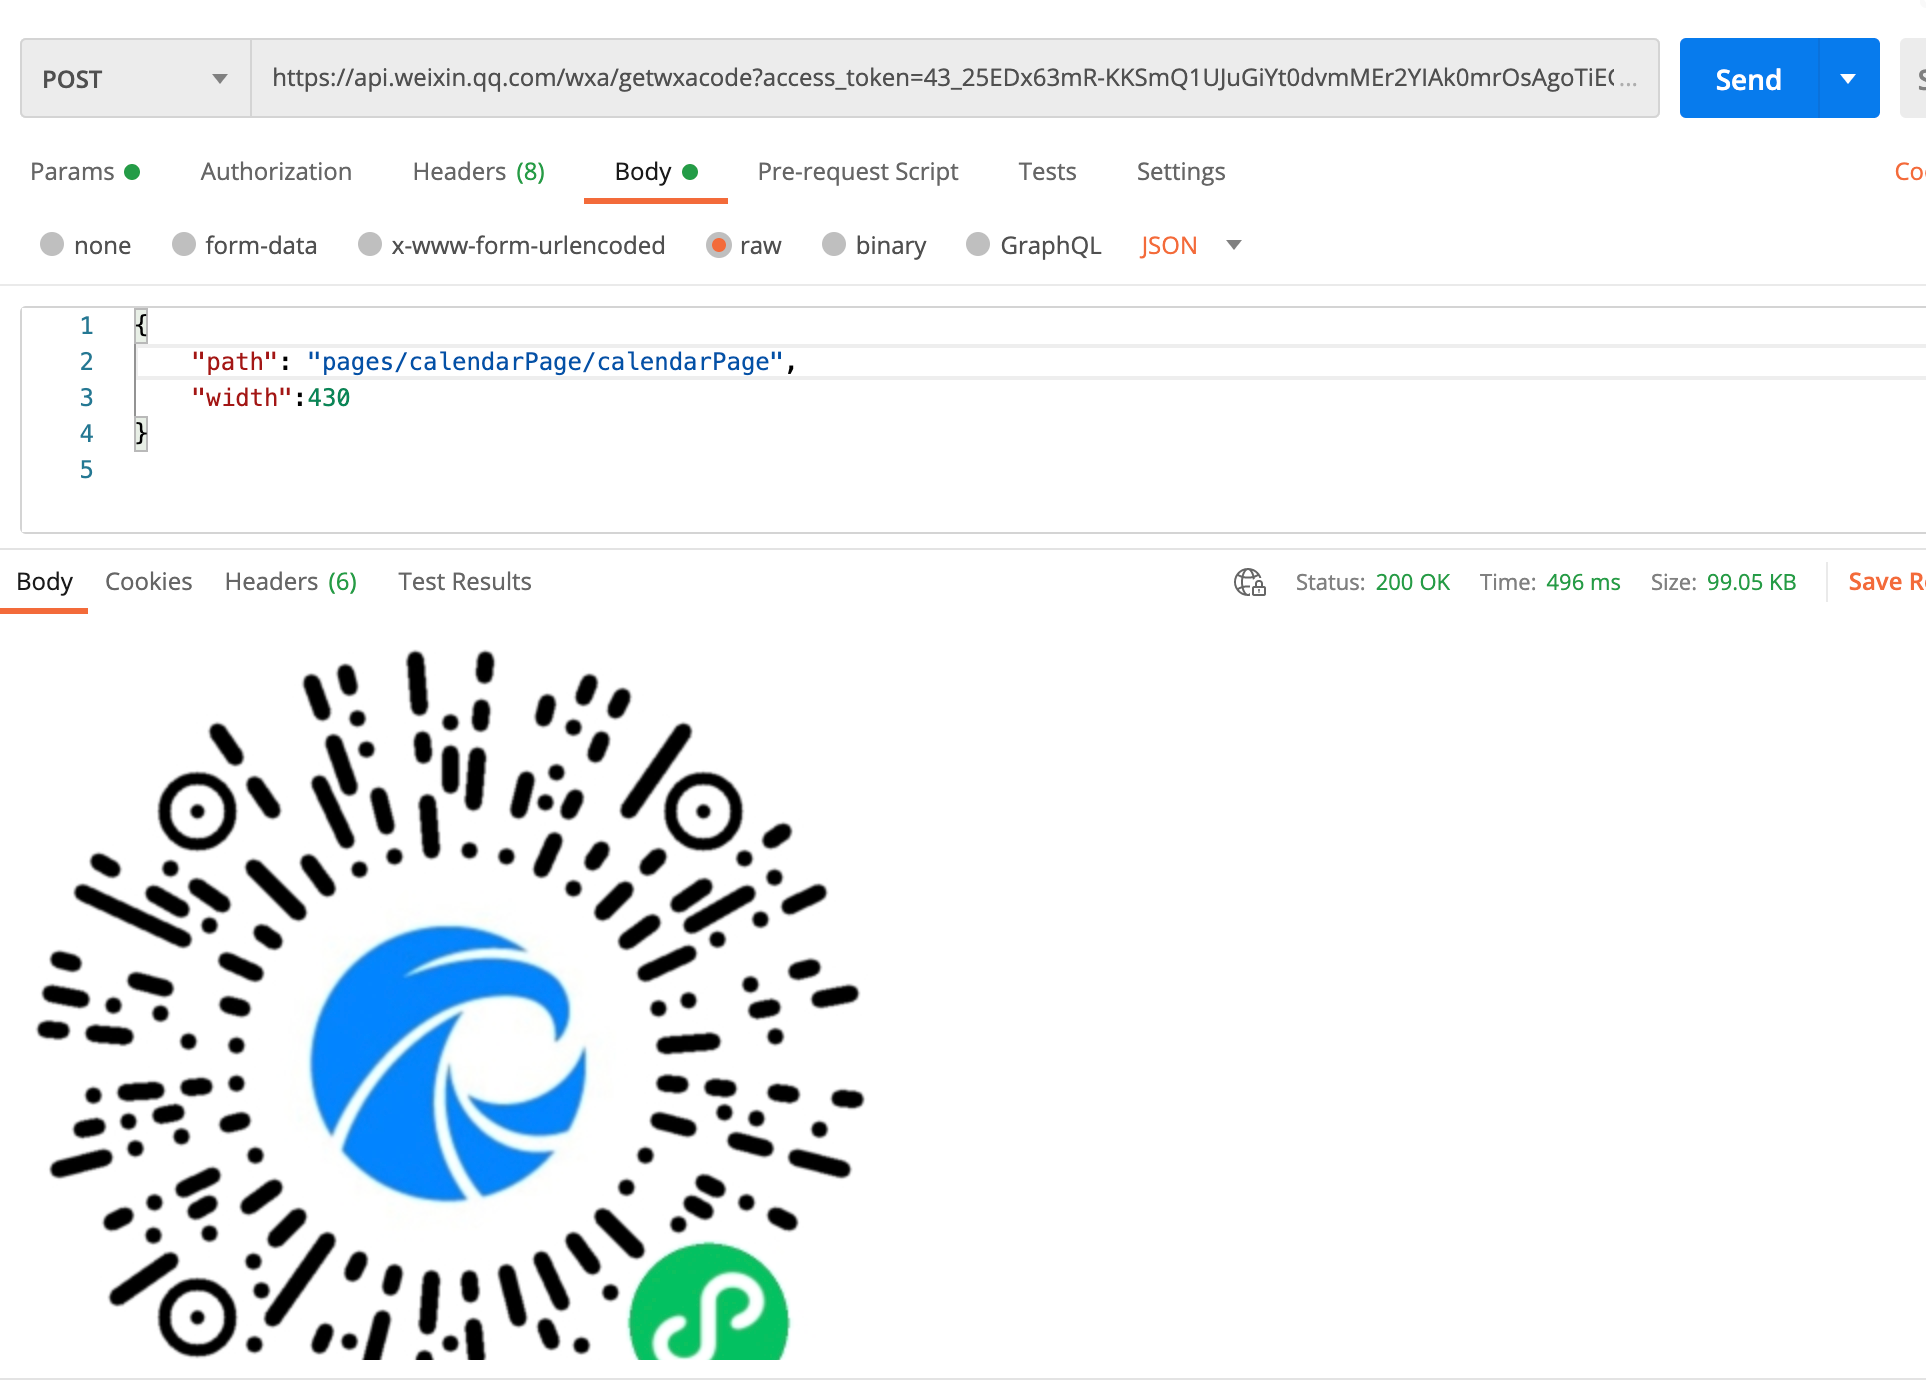 POST https://api.weixin.qq.com/wxa/getwxacode?access_token=43_25EDx63mR-KKSmQ1UJuGiYt0dvmMEr2YIAk0mrOsAgoTiE... Send
Params Authorization Headers (8) Body Pre-request Script Tests Settings
none form-data x-www-form-urlencoded raw binary GraphQL JSON
1 {
2 "path": "pages/calendarPage/calendarPage",
3 "width":430
4 }
5
Body Cookies Headers (6) Test Results Status: 200 OK Time: 496 ms Size: 99.05 KB Save